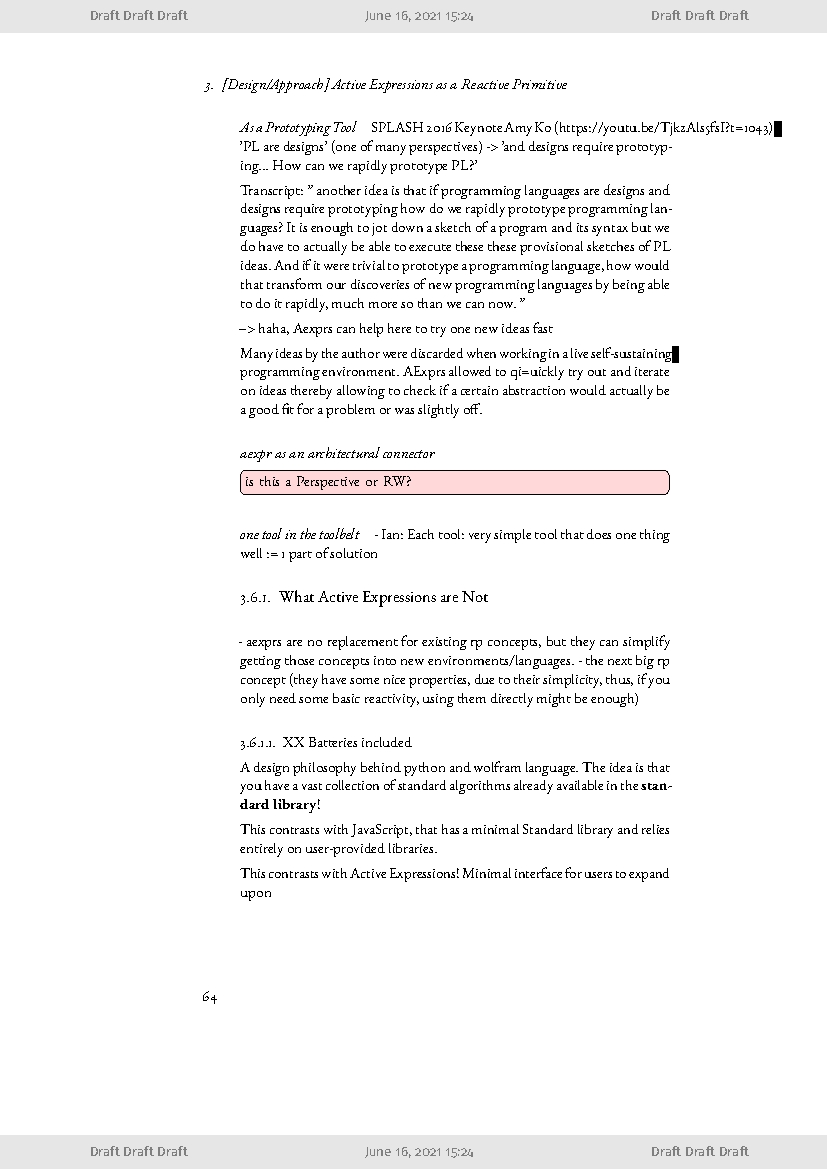 Draft Draft Draft June 16, 2021 15:24 Draft Draft Draft
3. [Design/Approach] Active Expressions as a Reactive Primitive
As a Prototyping Tool SPLASH 2016 Keynote Amy Ko (https://youtu.be/TjkzAls5fsI?t=1043)
’PL are designs’ (one of many perspectives) -> ’and designs require prototyp-
ing... How can we rapidly prototype PL?’
Transcript: ” another idea is that if programming languages are designs and
designs require prototyping how do we rapidly prototype programming lan-
guages? It is enough to jot down a sketch of a program and its syntax but we
do have to actually be able to execute these these provisional sketches of PL
ideas. And if it were trivial to prototype a programming language, how would
that transform our discoveries of new programming languages by being able
to do it rapidly, much more so than we can now. ”
–> haha, Aexprs can help here to try one new ideas fast
Many ideas by the author were discarded when working in a live self-sustaining
programming environment. AExprs allowed to qi=uickly try out and iterate
on ideas thereby allowing to check if a certain abstraction would actually be
a good fit for a problem or was slightly off.
aexpr as an architectural connector
is this a Perspective or RW?
one tool in the toolbelt - Ian: Each tool: very simple tool that does one thing
well := 1 part of solution
3.6.1. What Active Expressions are Not
- aexprs are no replacement for existing rp concepts, but they can simplify
getting those concepts into new environments/languages. - the next big rp
concept (they have some nice properties, due to their simplicity, thus, if you
only need some basic reactivity, using them directly might be enough)
3.6.1.1. XX Batteries included
A design philosophy behind python and wolfram language. The idea is that
you have a vast collection of standard algorithms already available in the stan-
dard library!
This contrasts with JavaScript, that has a minimal Standard library and relies
entirely on user-provided libraries.
This contrasts with Active Expressions! Minimal interface for users to expand
upon
64
Draft Draft Draft June 16, 2021 15:24 Draft Draft Draft